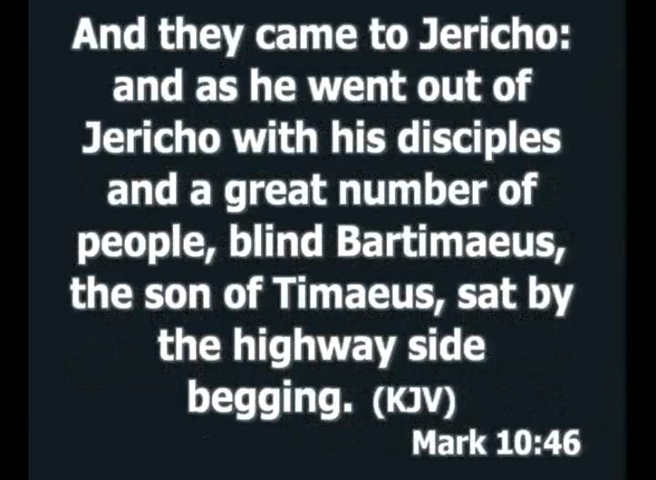 And they came to Jericho:
and as he went out of
Jericho with his disciples
and a great number of
people, blind Bartimaeus,
the son of Timaeus, sat by
the highway side
begging. (KJV)
Mark 10:46